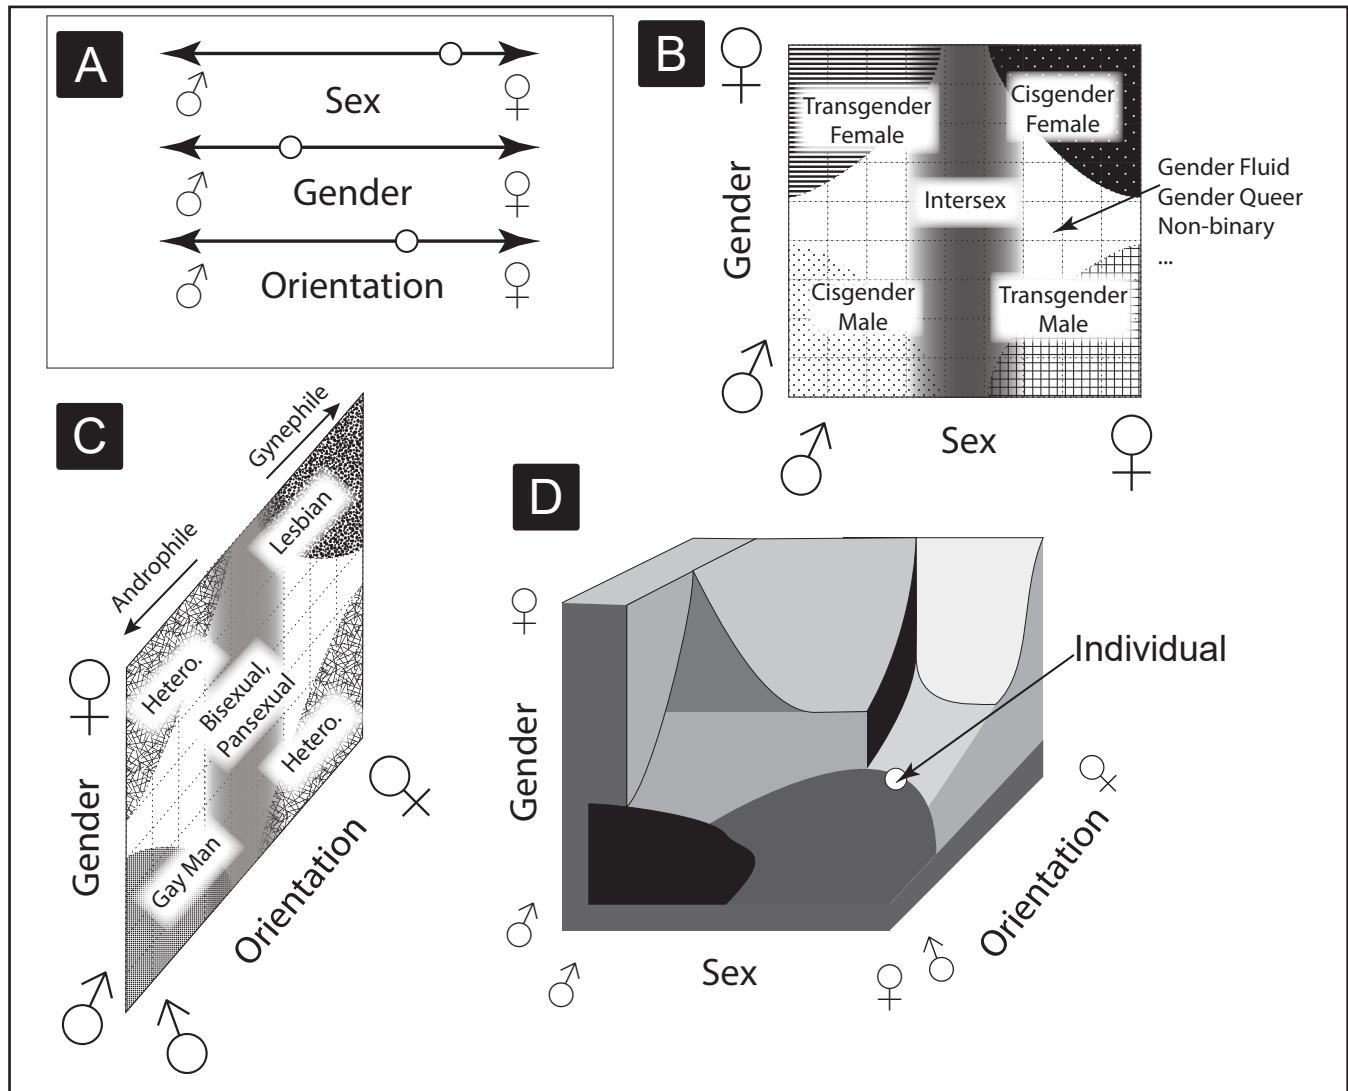 A
♂
♀
Sex
♂
♀
Gender
♂
♀
Orientation
B
♀
Gender
♂
Transgender
Female
Cisgender
Female
Intersex
Gender Fluid
Gender Queer
Non-binary
...
Cisgender
Male
Transgender
Male
♂
Sex
♀
C
Gynephile
Androphile
Lesbian
Hetero.
Bisexual,
Pansexual
Hetero.
Gay Man
♀
Gender
♂
♂
Orientation
♀
D
♀
Gender
♂
Individual
♂
Sex
♀
♂
Orientation
♀